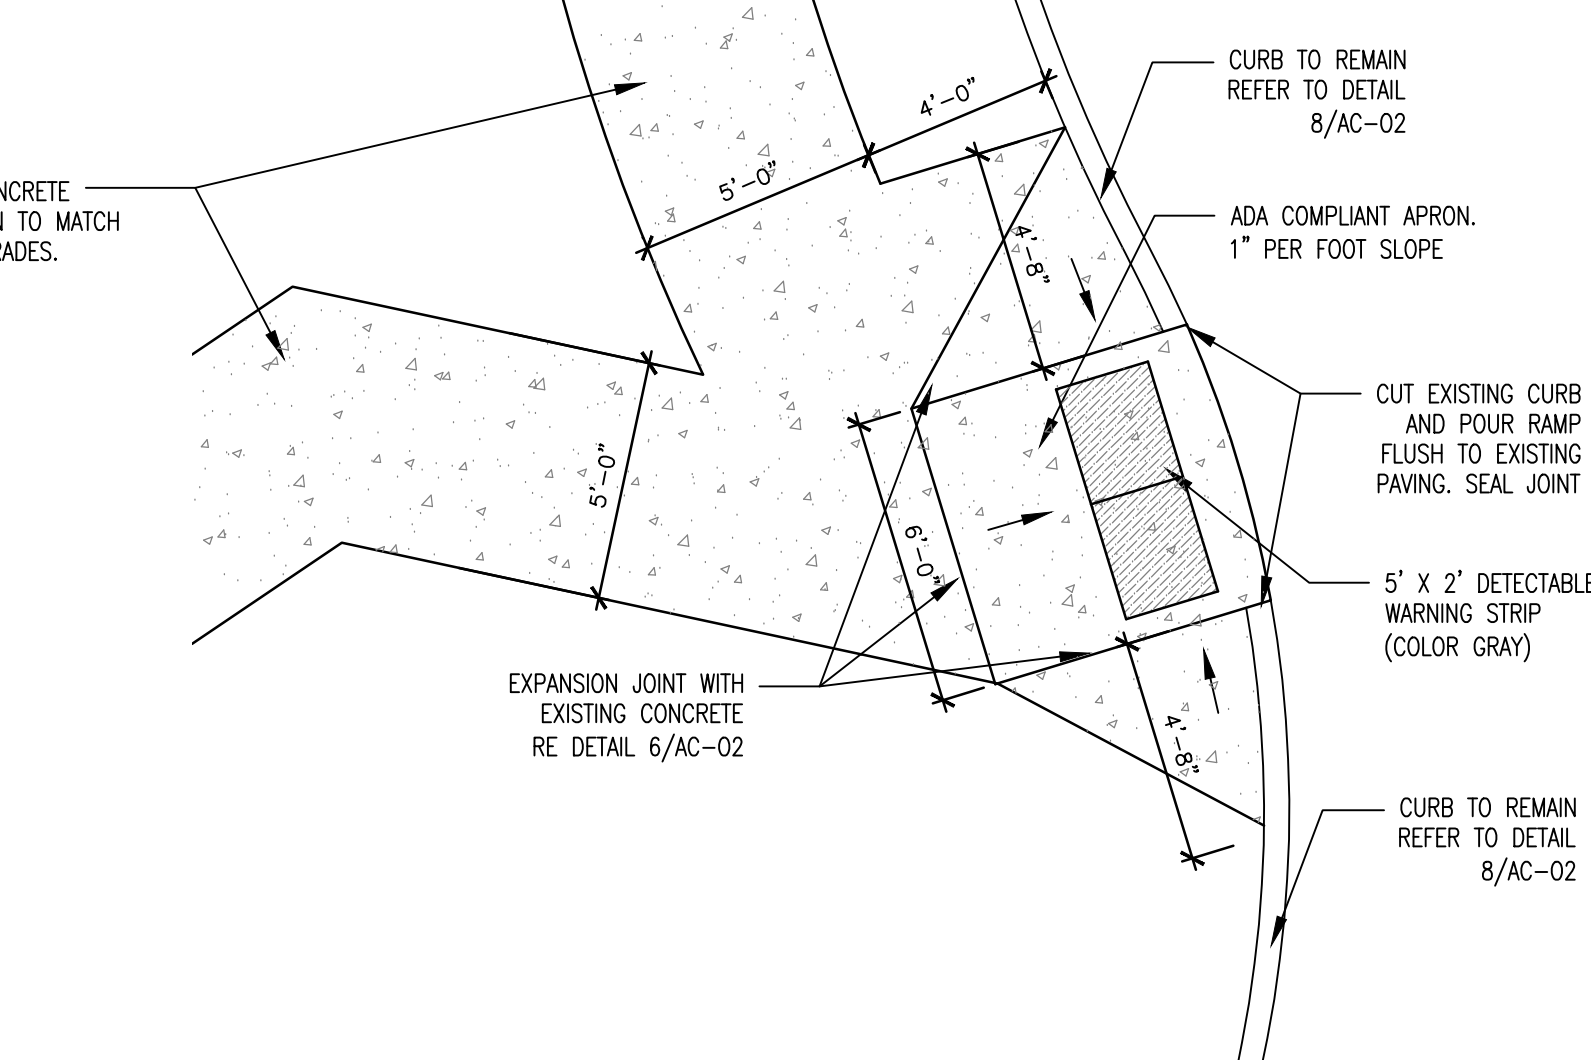 CURB TO REMAIN
REFER TO DETAIL
8/AC-02
4'-0"
5'-0"
TO MATCH
ADA COMPLIANT APRON.
1" PER FOOT SLOPE
4'-8"
CUT EXISTING CURB
AND POUR RAMP
FLUSH TO EXISTING
PAVING. SEAL JOINT
5'-0"
6'-0"
5' X 2' DETECTABLE
WARNING STRIP
(COLOR GRAY)
EXPANSION JOINT WITH
EXISTING CONCRETE
RE DETAIL 6/AC-02
4'-8"
CURB TO REMAIN
REFER TO DETAIL
8/AC-02